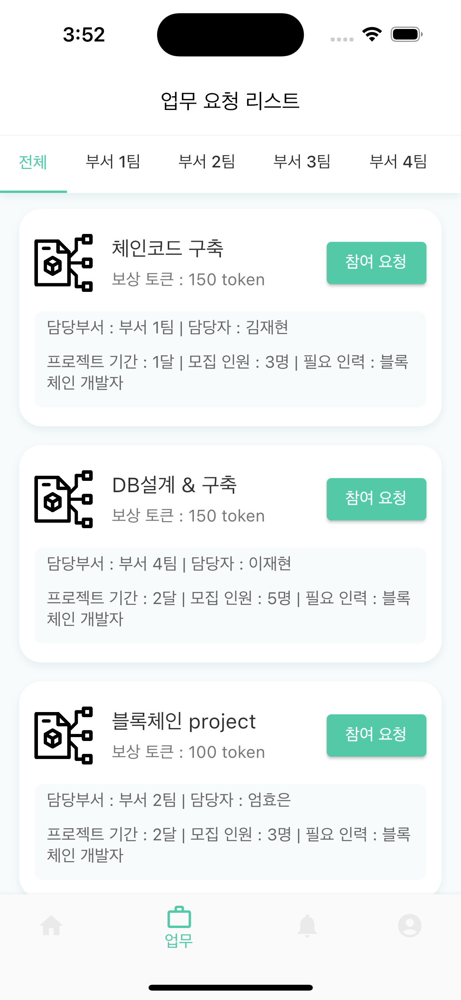 3:52
업무 요청 리스트
전체 부서 1팀 부서 2팀 부서 3팀 부서 4팀
체인코드 구축
보상 토큰 : 150 token
참여 요청
담당부서 : 부서 1팀 | 담당자 : 김재현
프로젝트 기간 : 1달 | 모집 인원 : 3명 | 필요 인력 : 블록
체인 개발자
DB설계 & 구축
보상 토큰 : 150 token
참여 요청
담당부서 : 부서 4팀 | 담당자 : 이재현
프로젝트 기간 : 2달 | 모집 인원 : 5명 | 필요 인력 : 블록
체인 개발자
블록체인 project
보상 토큰 : 100 token
참여 요청
담당부서 : 부서 2팀 | 담당자 : 엄효은
프로젝트 기간 : 2달 | 모집 인원 : 3명 | 필요 인력 : 블록
체인 개발자
업무